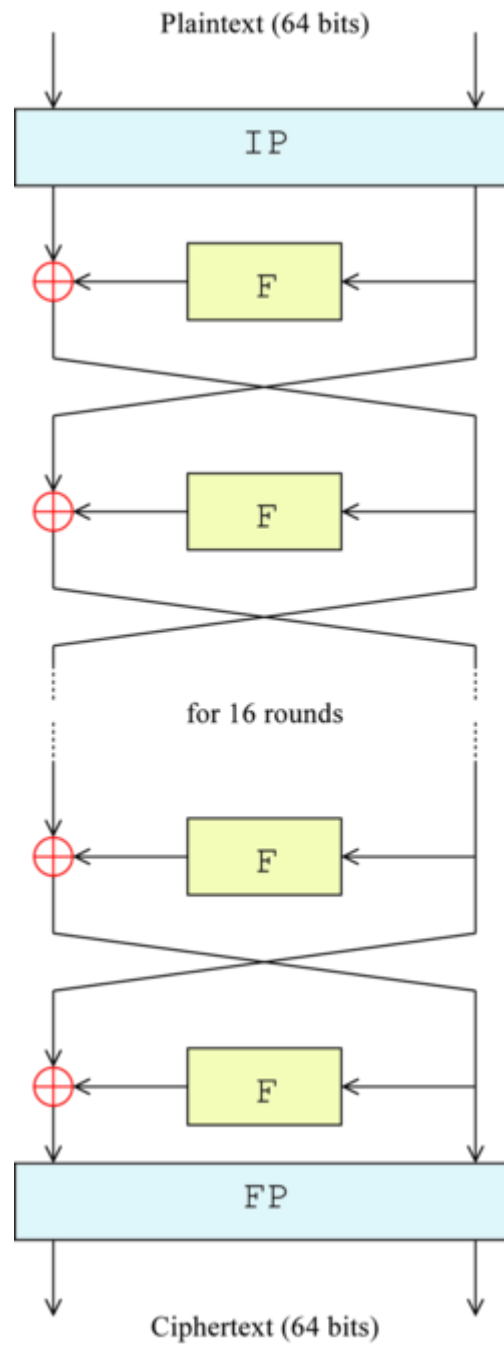 Plaintext (64 bits)
IP
F
F
for 16 rounds
F
F
FP
Ciphertext (64 bits)